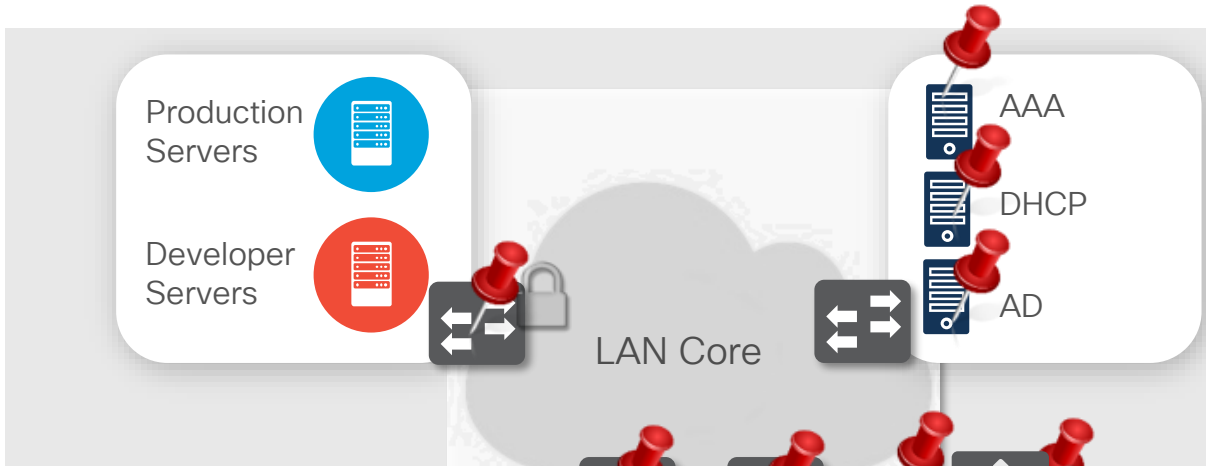 Production
Servers
Developer
Servers
LAN Core
AAA
DHCP
AD